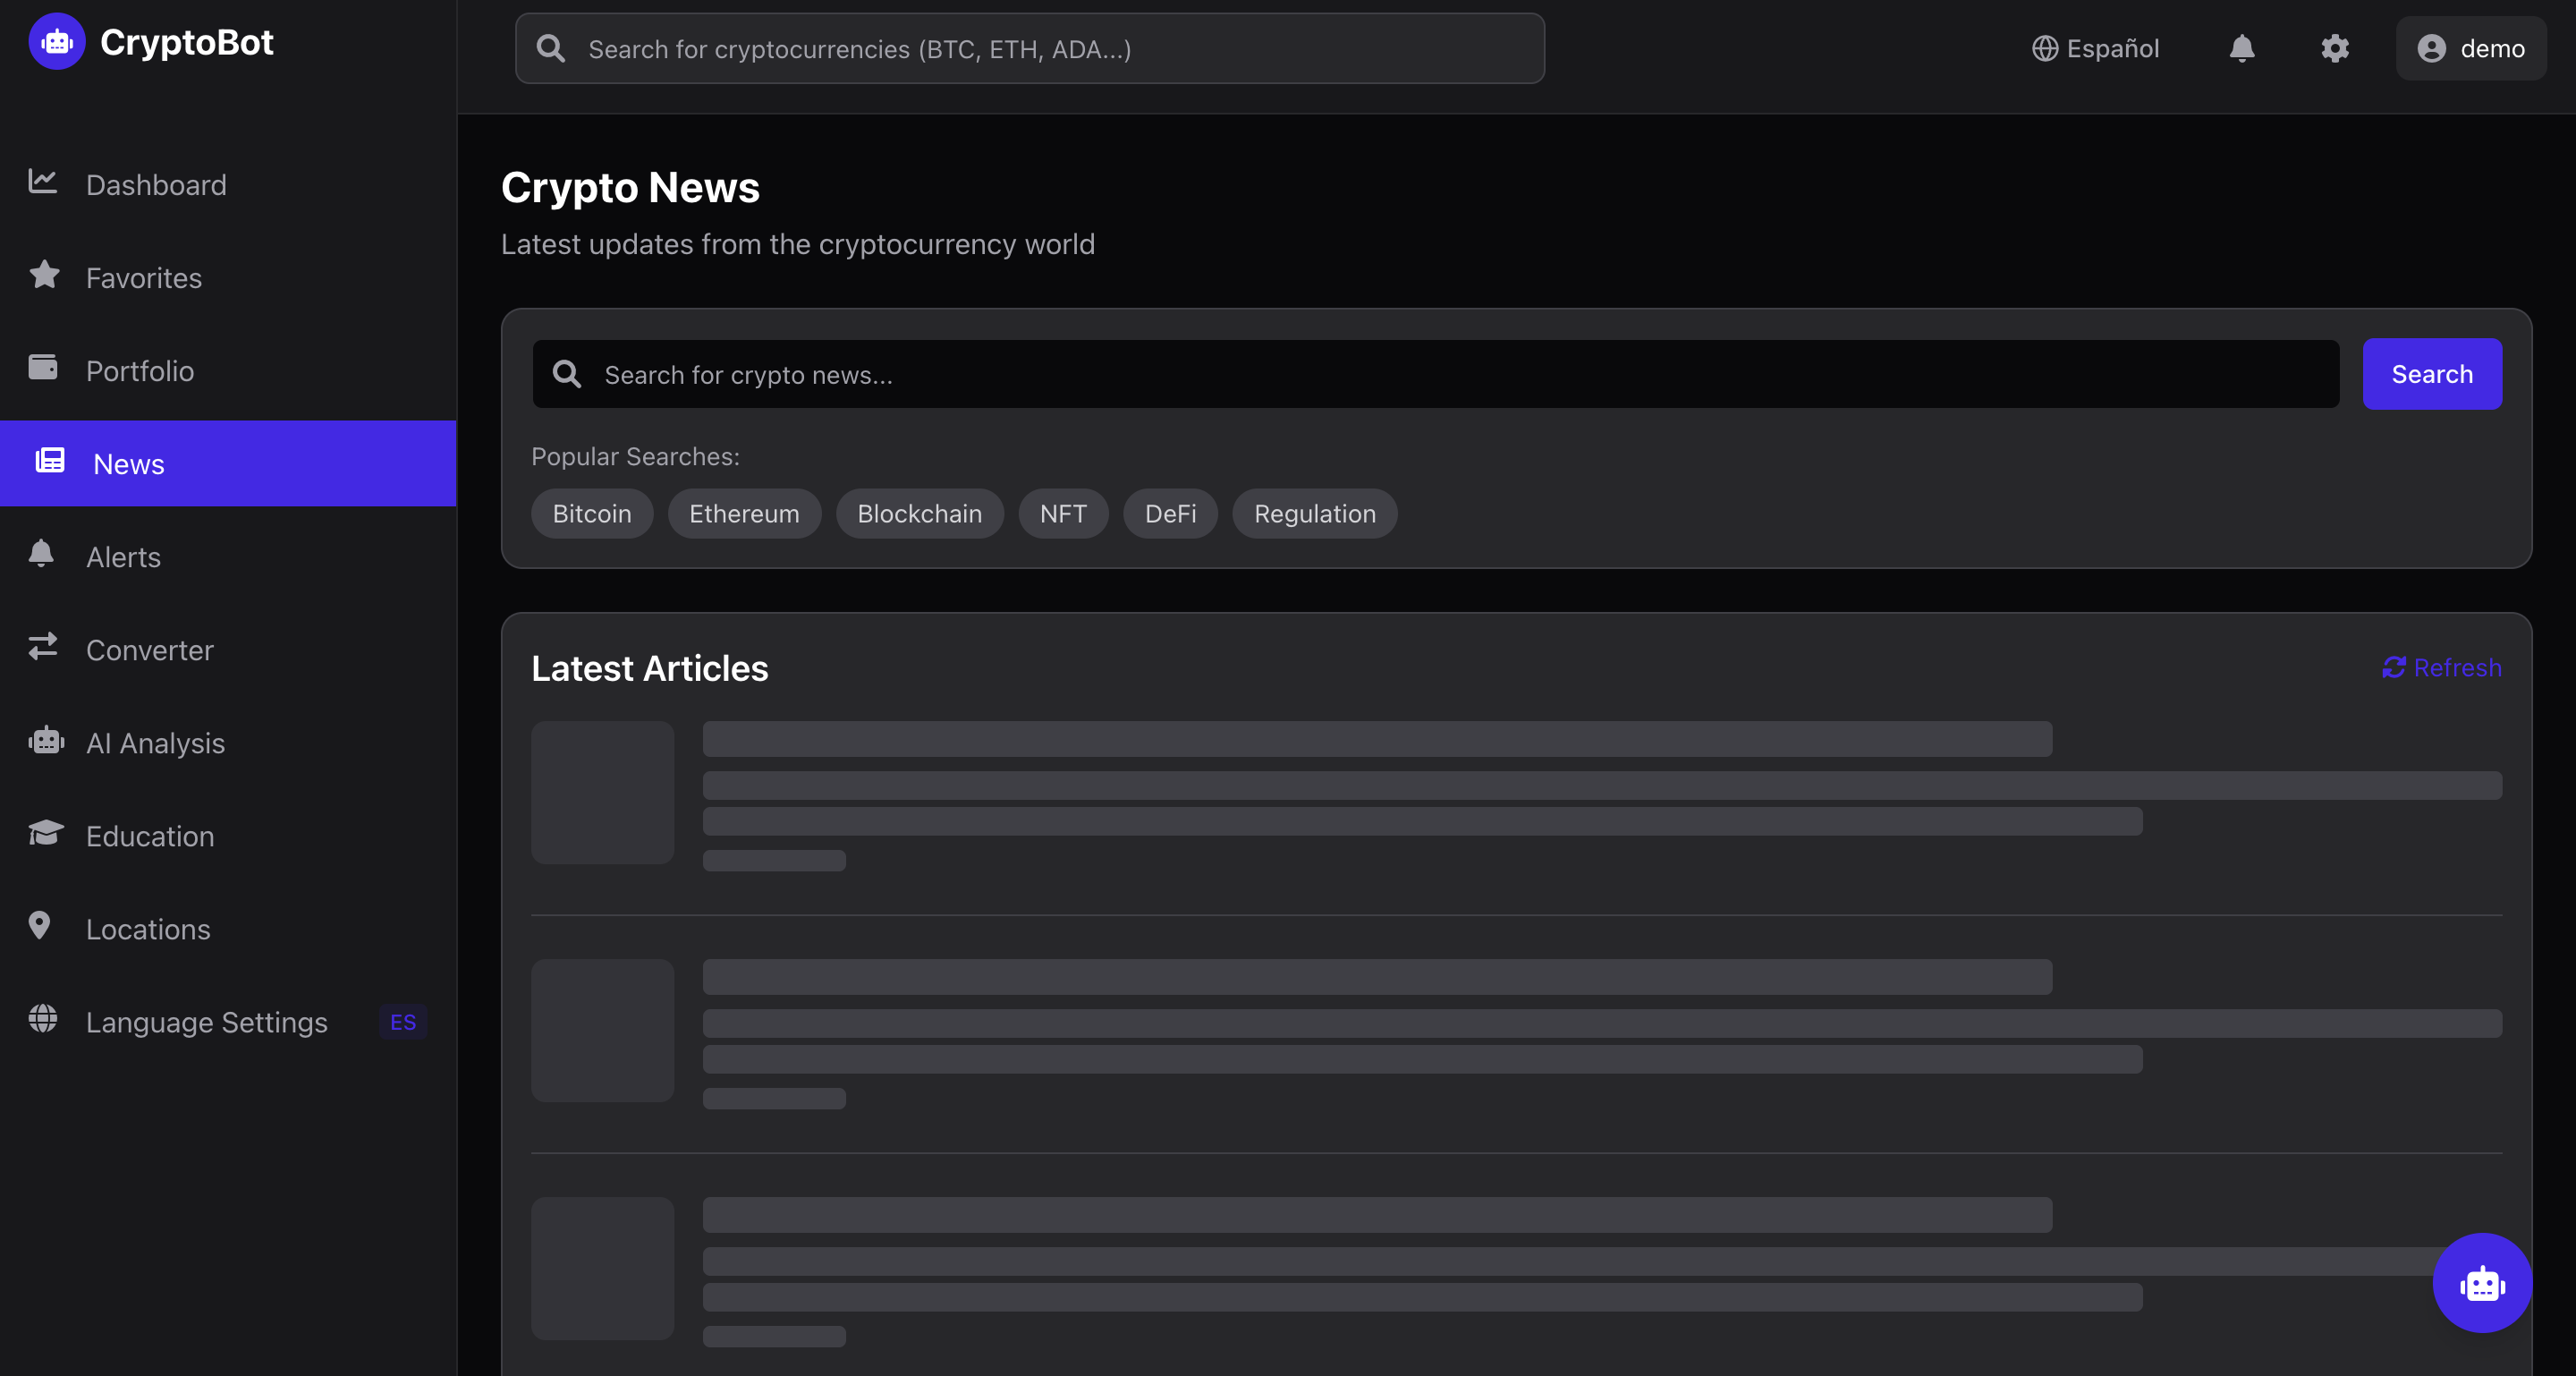 CryptoBot
Search for cryptocurrencies (BTC, ETH, ADA...)
Español
demo
Dashboard
Favorites
Portfolio
News
Alerts
Converter
AI Analysis
Education
Locations
Language Settings
ES
Crypto News
Latest updates from the cryptocurrency world
Search for crypto news...
Search
Popular Searches:
Bitcoin
Ethereum
Blockchain
NFT
DeFi
Regulation
Latest Articles
Refresh